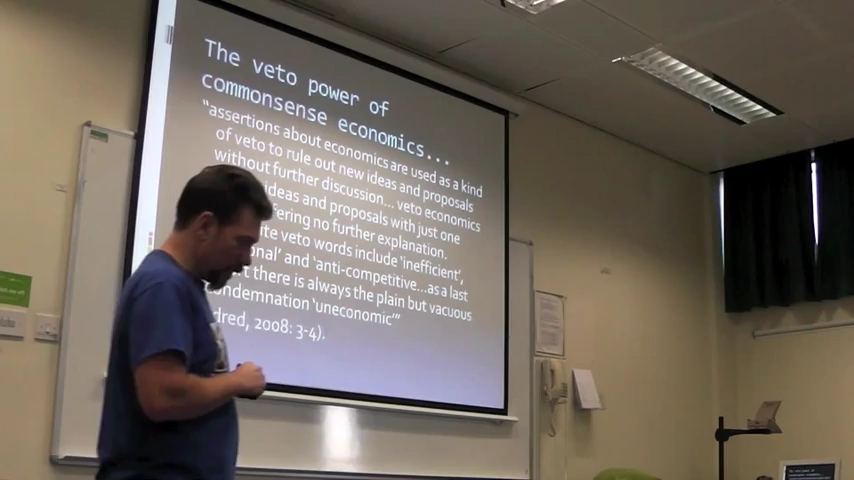 The veto power of
commonsense economics...
“assertions about economics are used as a kind
of veto to rule out new ideas and proposals
without further discussion... veto economics
ideas and proposals with just one
no further explanation.
veto words include ‘inefficient’,
and ‘anti-competitive...as a last
there is always the plain but vacuous
condemnation ‘uneconomic’”
2008: 3-4).